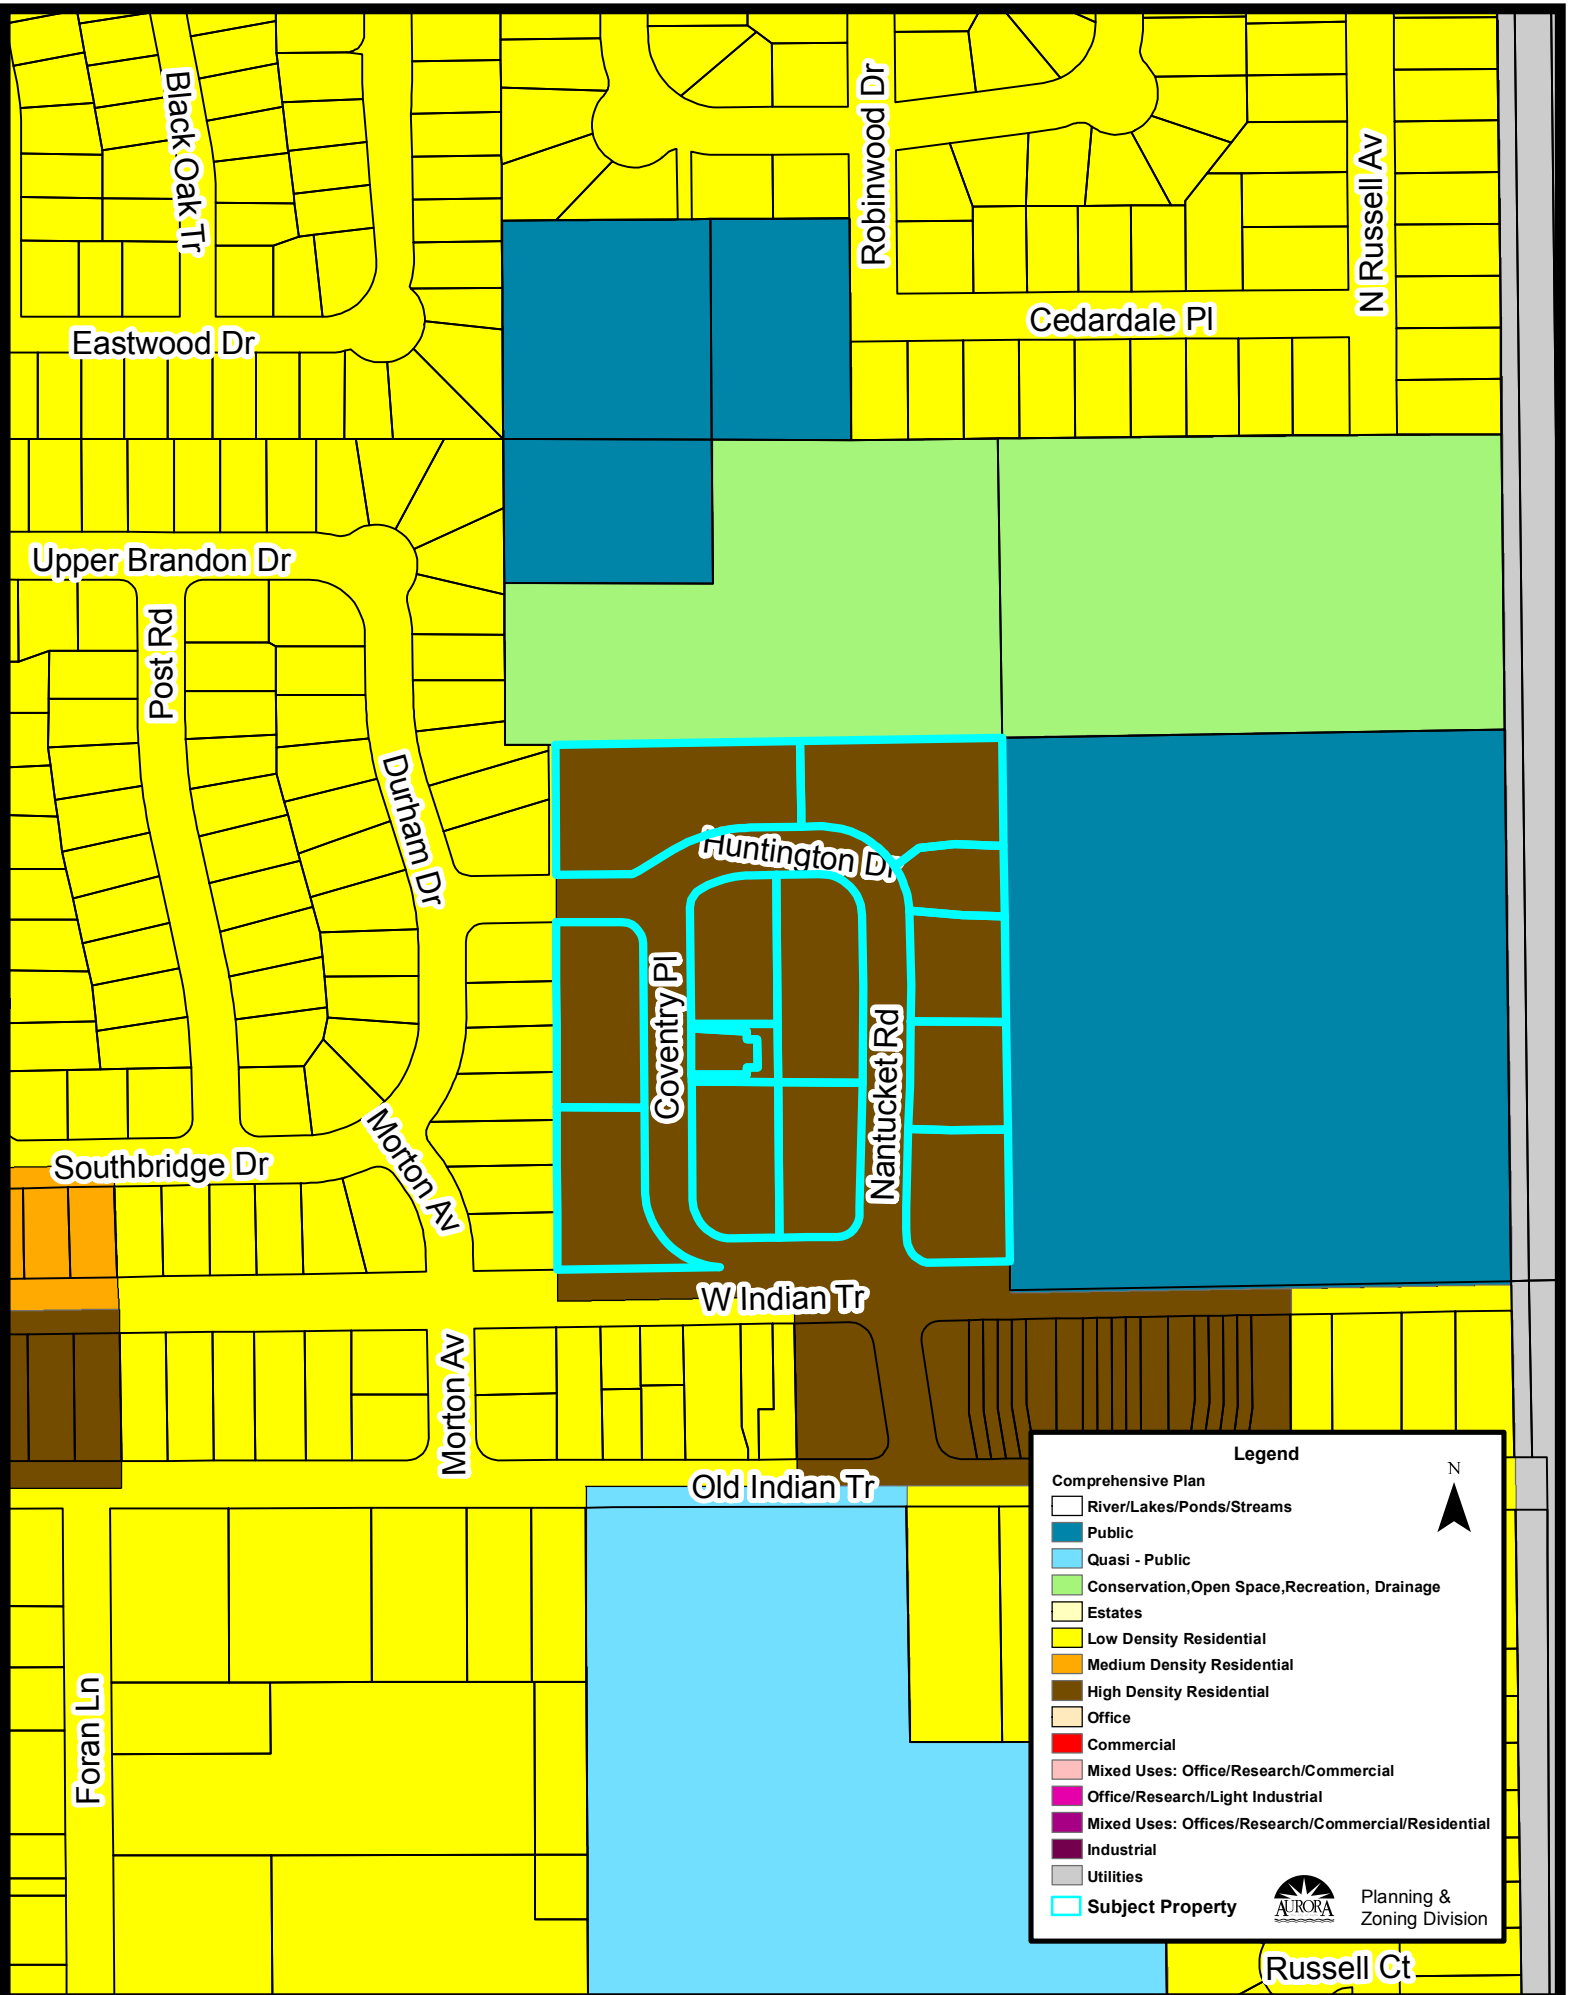 Black Oak Tr
Robinwood Dr
N Russell Av
Cedardale Pl
Eastwood Dr
Upper Brandon Dr
Post Rd
Durham Dr
Huntington Dr
Coventry Pl
Nantucket Rd
Morton Av
Southbridge Dr
W Indian Tr
Morton Av
Old Indian Tr
Foran Ln
Legend
Comprehensive Plan
N
River/Lakes/Ponds/Streams
Public
Quasi - Public
Conservation,Open Space,Recreation, Drainage
Estates
Low Density Residential
Medium Density Residential
High Density Residential
Office
Commercial
Mixed Uses: Office/Research/Commercial
Office/Research/Light Industrial
Mixed Uses: Offices/Research/Commercial/Residential
Industrial
Utilities
Subject Property
AURORA
Planning &
Zoning Division
Russell Ct